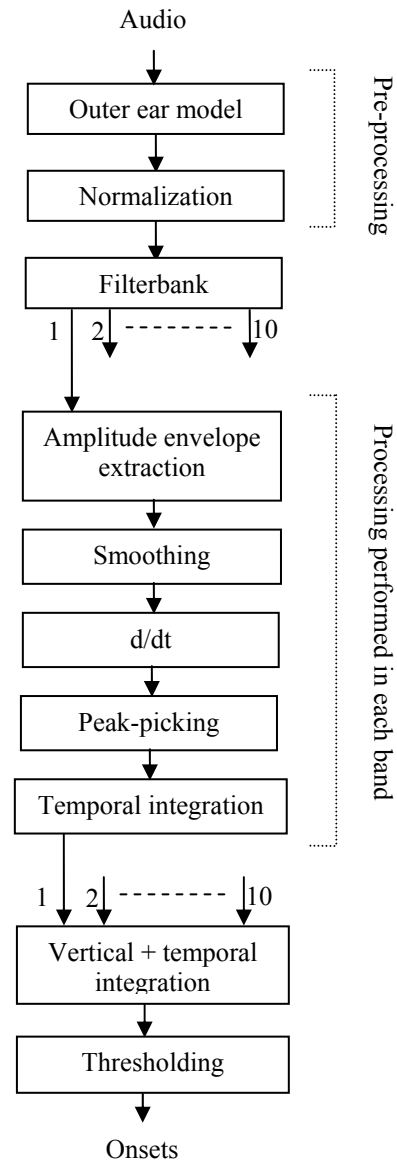 Audio
Outer ear model
Normalization
Pre-processing
Filterbank
1 2 10
Amplitude envelope
extraction
Smoothing
d/dt
Peak-picking
Temporal integration
Processing performed in each band
1 2 10
Vertical + temporal
integration
Thresholding
Onsets